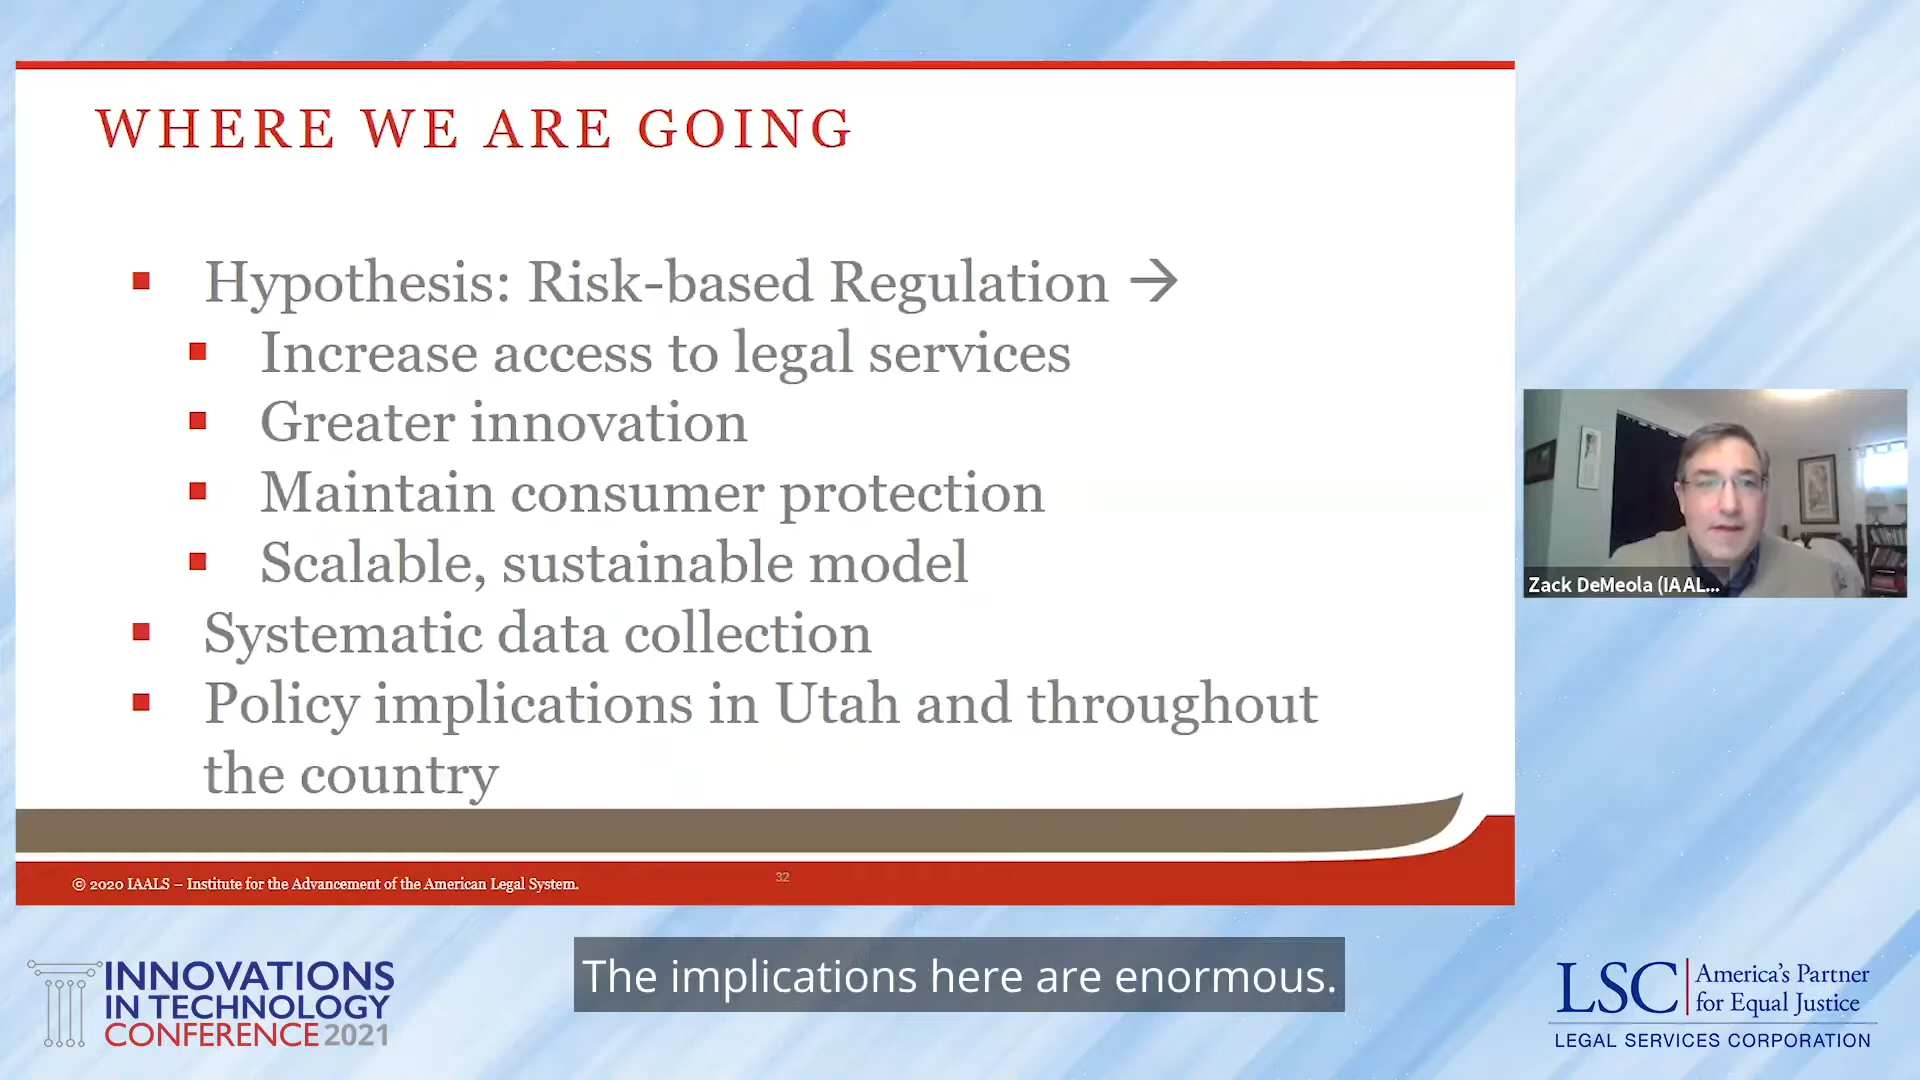 WHERE WE ARE GOING
Hypothesis: Risk-based Regulation →
Increase access to legal services
Greater innovation
Maintain consumer protection
Scalable, sustainable model
Systematic data collection
Policy implications in Utah and throughout
the country
© 2020 IAALS – Institute for the Advancement of the American Legal System.
32
Zack DeMeola (IAAL...
The implications here are enormous.
INNOVATIONS
IN TECHNOLOGY
CONFERENCE 2021
LSC America's Partner
for Equal Justice
LEGAL SERVICES CORPORATION